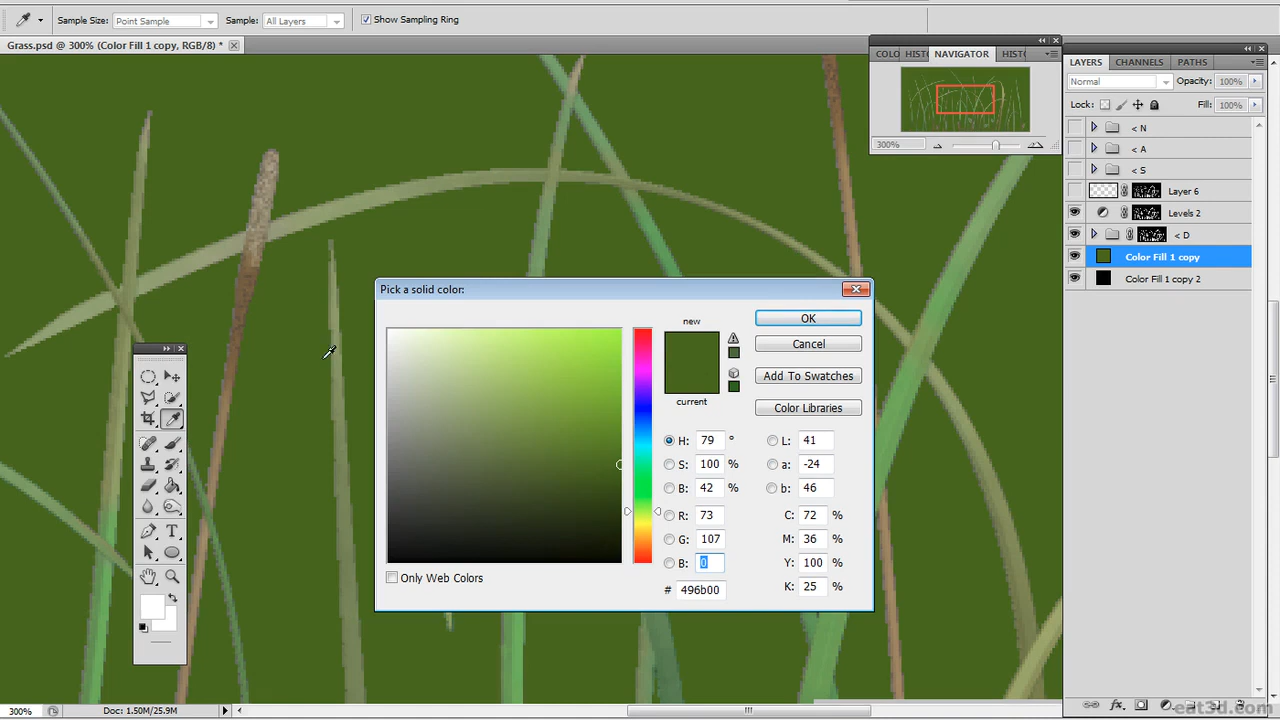 Sample Size: Point Sample Sample: All Layers Show Sampling Ring
Grass.psd @ 300% (Color Fill 1 copy, RGB/8) *
COLO HIST NAVIGATOR HIST
300%
LAYERS CHANNELS PATHS
Normal Opacity: 100%
Lock: Fill: 100%
< N
< A
< S
Layer 6
Levels 2
< D
Color Fill 1 copy
Color Fill 1 copy 2
Pick a solid color:
new
current
OK
Cancel
Add To Swatches
Color Libraries
H: 79 ° L: 41
S: 100 % a: -24
B: 42 % b: 46
R: 73 C: 72 %
G: 107 M: 36 %
B: 0 Y: 100 %
# 496b00 K: 25 %
Only Web Colors
T
300% Doc: 1.50M/25.9M
fx
eat3d.com